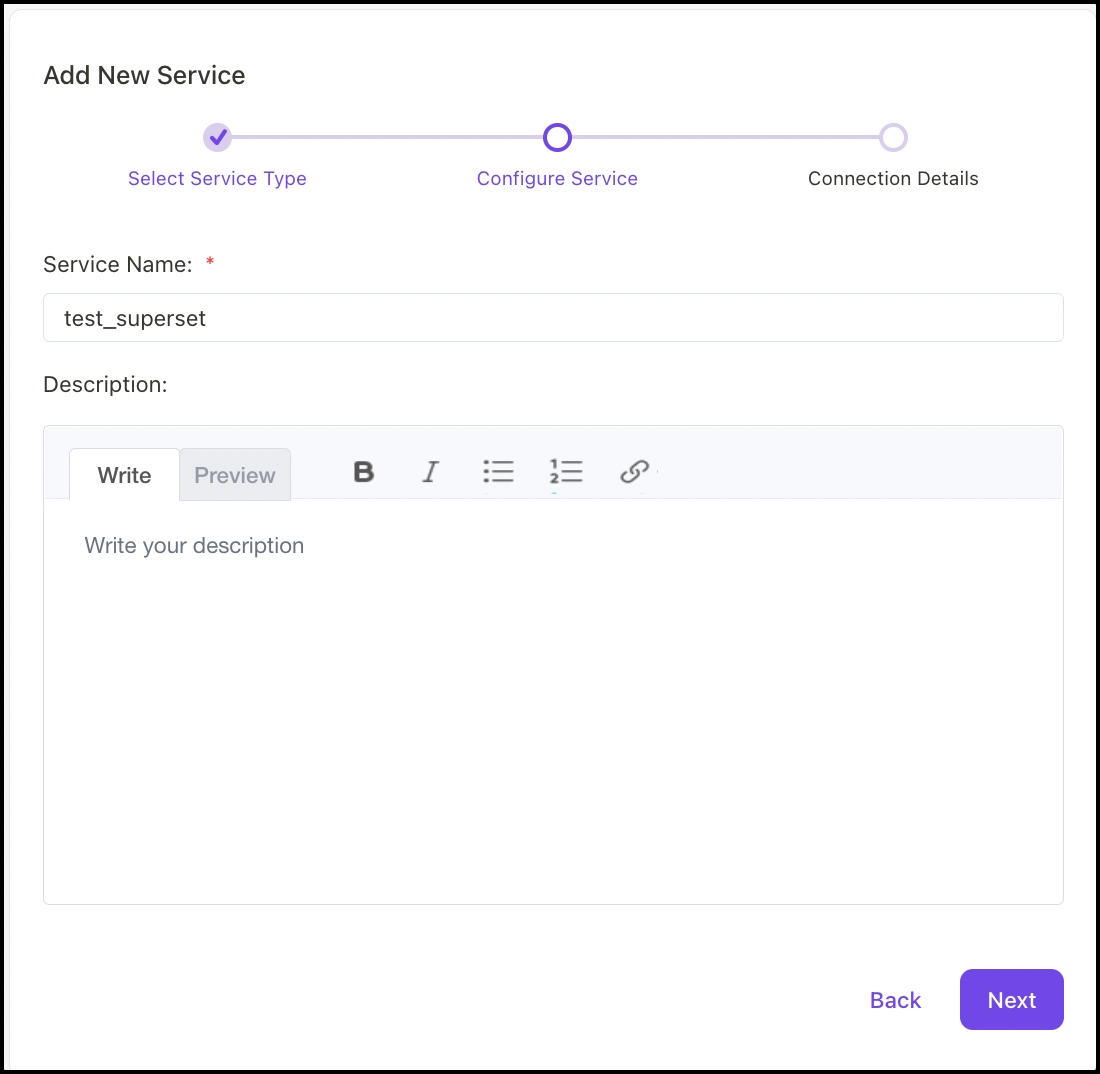 Add New Service
Select Service Type
Configure Service
Connection Details
Service Name: *
test_superset
Description:
Write Preview B I
Write your description
Back Next